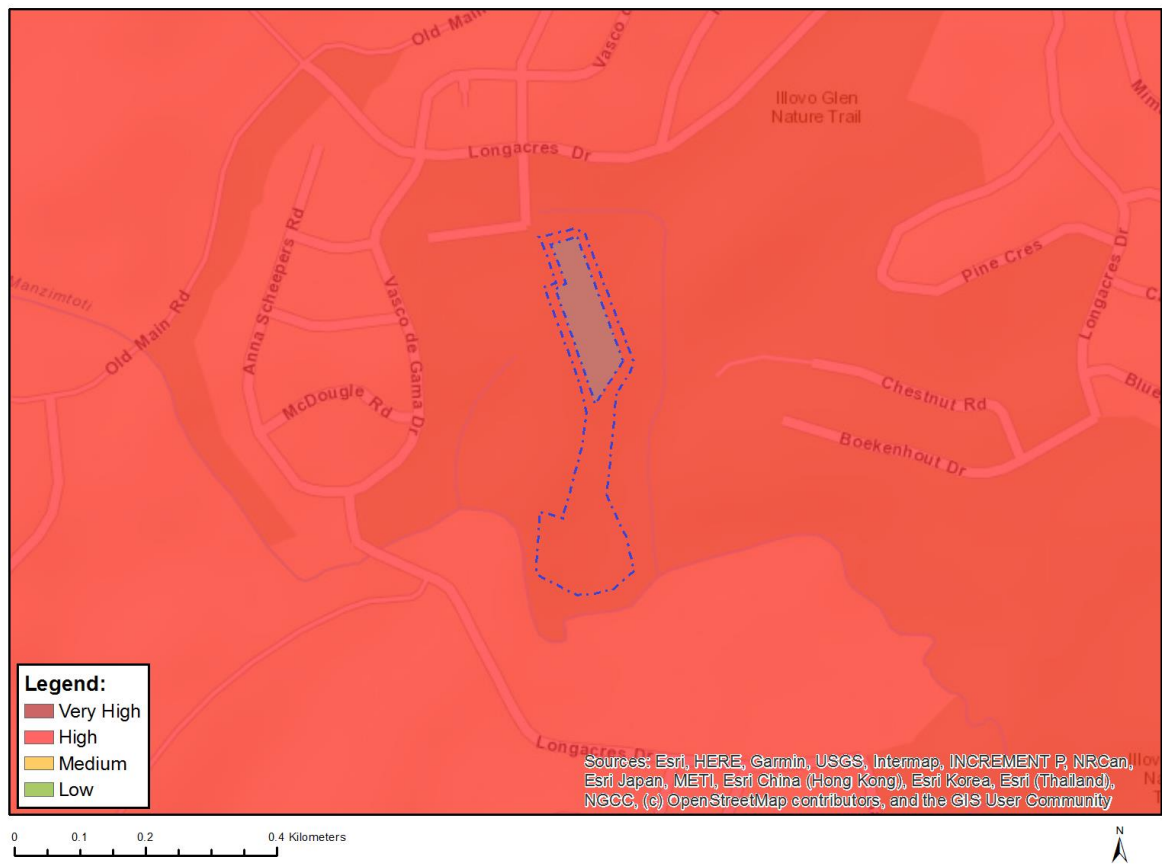 Old Mai
Vasco d
Illovo Glen
Nature Trail
Mim
Longacres Dr
Anna Scheepers Rd
Pine Cres
Longacres Dr
Manzimtoti
Old Main Rd
Vasco de Gama Dr
McDougle Rd
Chestnut Rd
Blue
Boekenhout Dr
Legend:
Very High
High
Medium
Low
Longacres Dr
Sources: Esri, HERE, Garmin, USGS, Intermap, INCREMENT P, NRCan,
Esri Japan, METI, Esri China (Hong Kong), Esri Korea, Esri (Thailand),
NGCC, (c) OpenStreetMap contributors, and the GIS User Community
0 0.1 0.2 0.4 Kilometers
N